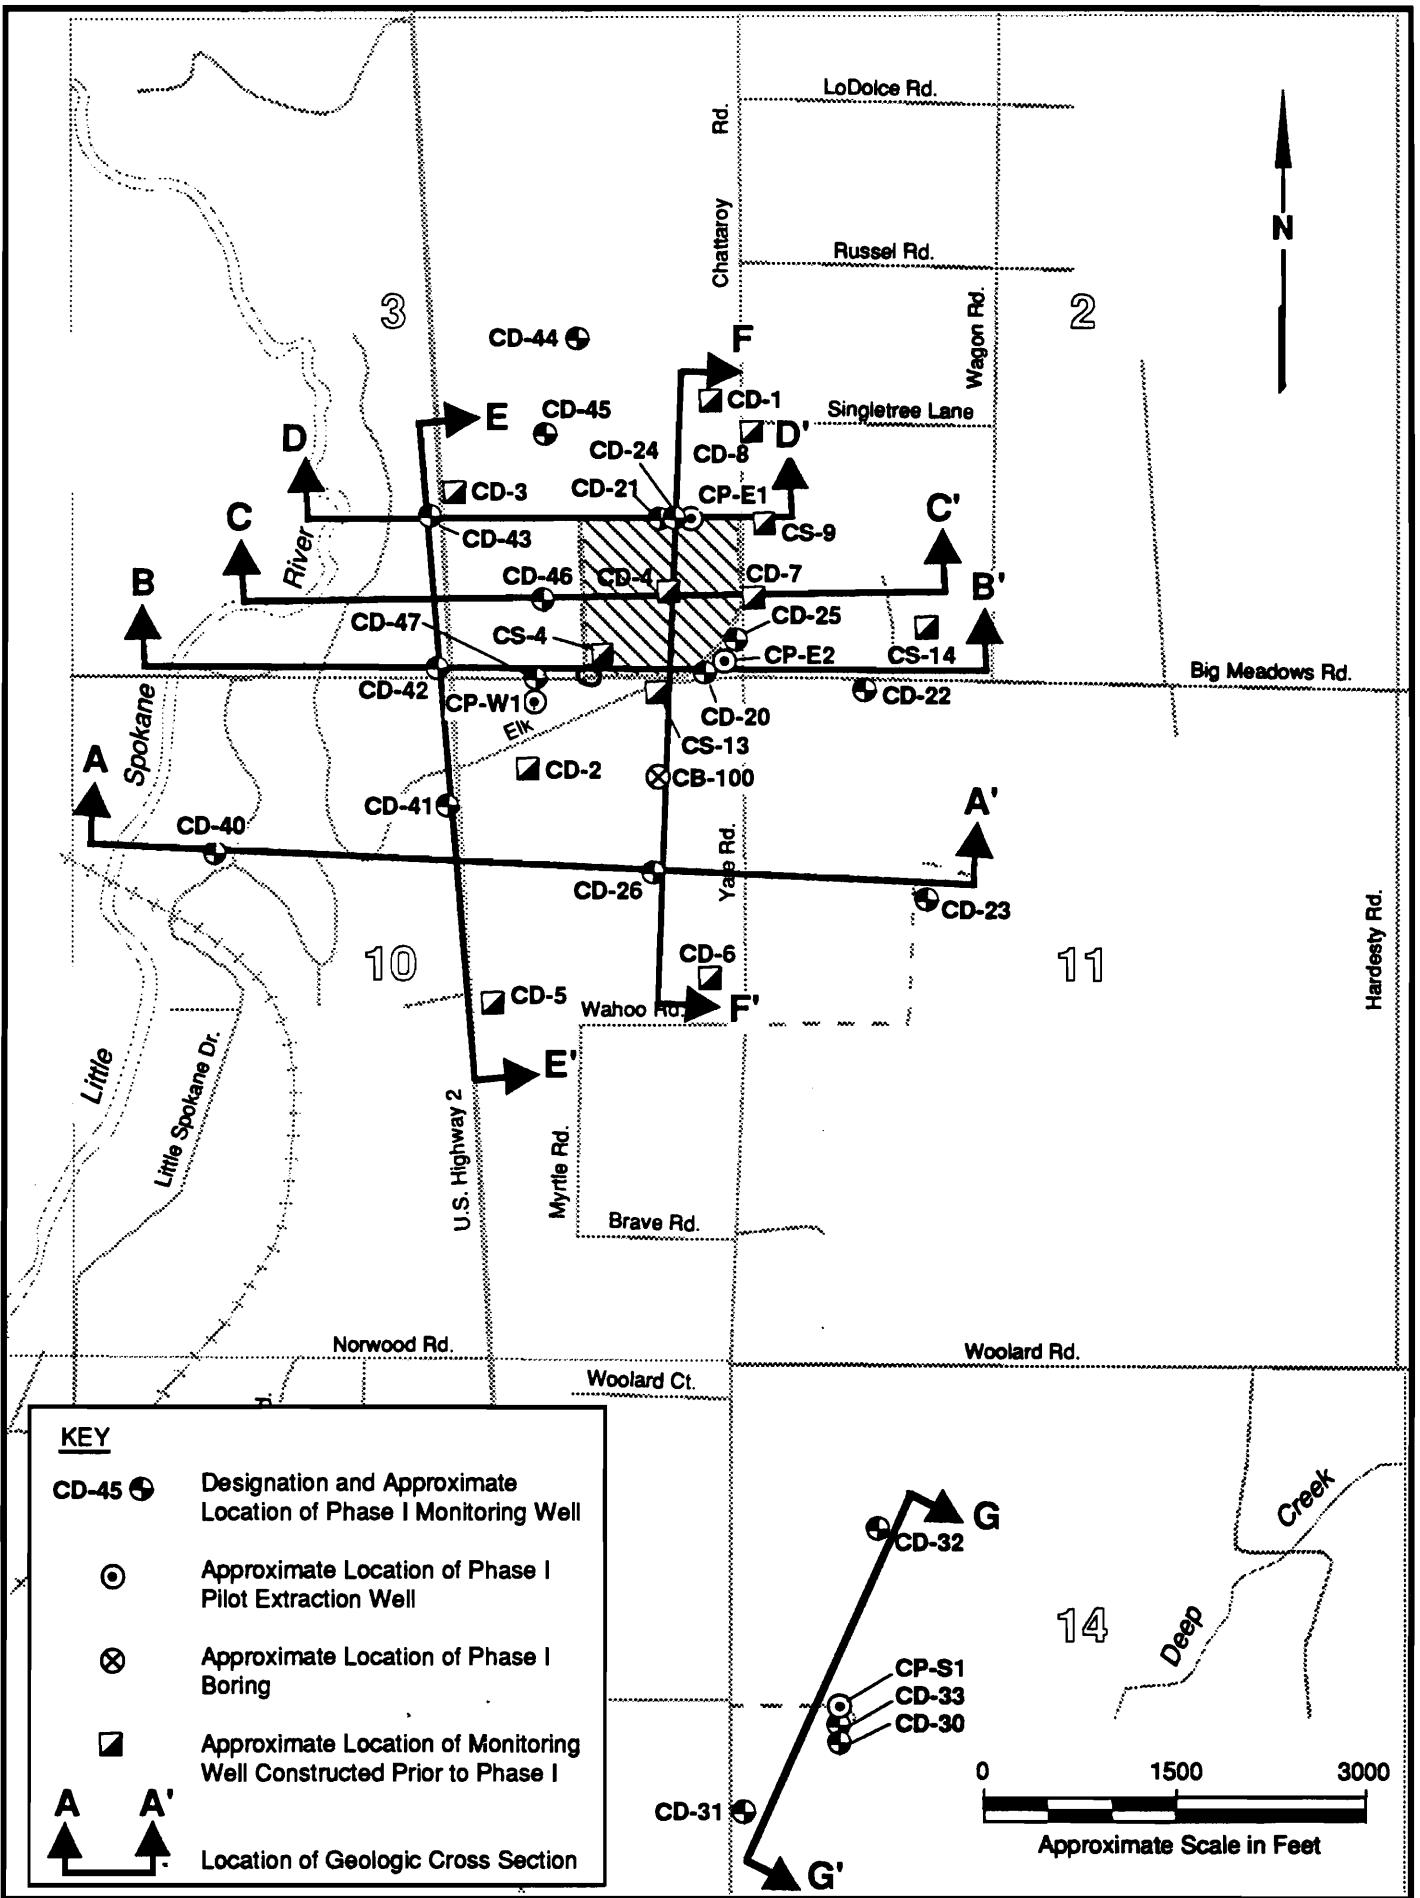 LoDolce Rd.
Chattaroy Rd.
Russel Rd.
N
3
2
Wagon Rd.
CD-44
F
CD-1
Singletree Lane
E
CD-45
D
CD-24
CD-8
D'
CD-3
CD-21
CP-E1
C
C'
CD-43
CS-9
River
B
CD-46
CD-4
CD-7
B'
CD-47
CD-25
CS-4
CP-E2
CS-14
CD-42
Big Meadows Rd.
CP-W1
CD-22
CD-20
Elk
Spokane
CS-13
A
CD-2
CB-100
CD-41
A'
CD-40
Yale Rd.
CD-26
CD-23
Hardesty Rd.
10
CD-6
11
CD-5
Wahoo Rd.
F'
Little
E'
Little Spokane Dr.
U.S. Highway 2
Myrtle Rd.
Brave Rd.
Norwood Rd.
Woolard Rd.
Woolard Ct.
d.
KEY
CD-45 Designation and Approximate
Location of Phase I Monitoring Well
Approximate Location of Phase I
Pilot Extraction Well
Approximate Location of Phase I
Boring
Approximate Location of Monitoring
Well Constructed Prior to Phase I
A A'
Location of Geologic Cross Section
Creek
G
CD-32
14
Deep
CP-S1
CD-33
CD-30
0 1500 3000
CD-31
Approximate Scale in Feet
G'